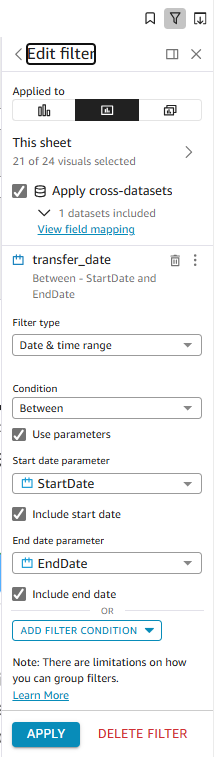 Edit filter
Applied to
This sheet
21 of 24 visuals selected
Apply cross-datasets
1 datasets included
View field mapping
transfer_date
Between - StartDate and
EndDate
Filter type
Date & time range
Condition
Between
Use parameters
Start date parameter
StartDate
Include start date
End date parameter
EndDate
Include end date
OR
ADD FILTER CONDITION
Note: There are limitations on how
you can group filters.
Learn More
APPLY
DELETE FILTER